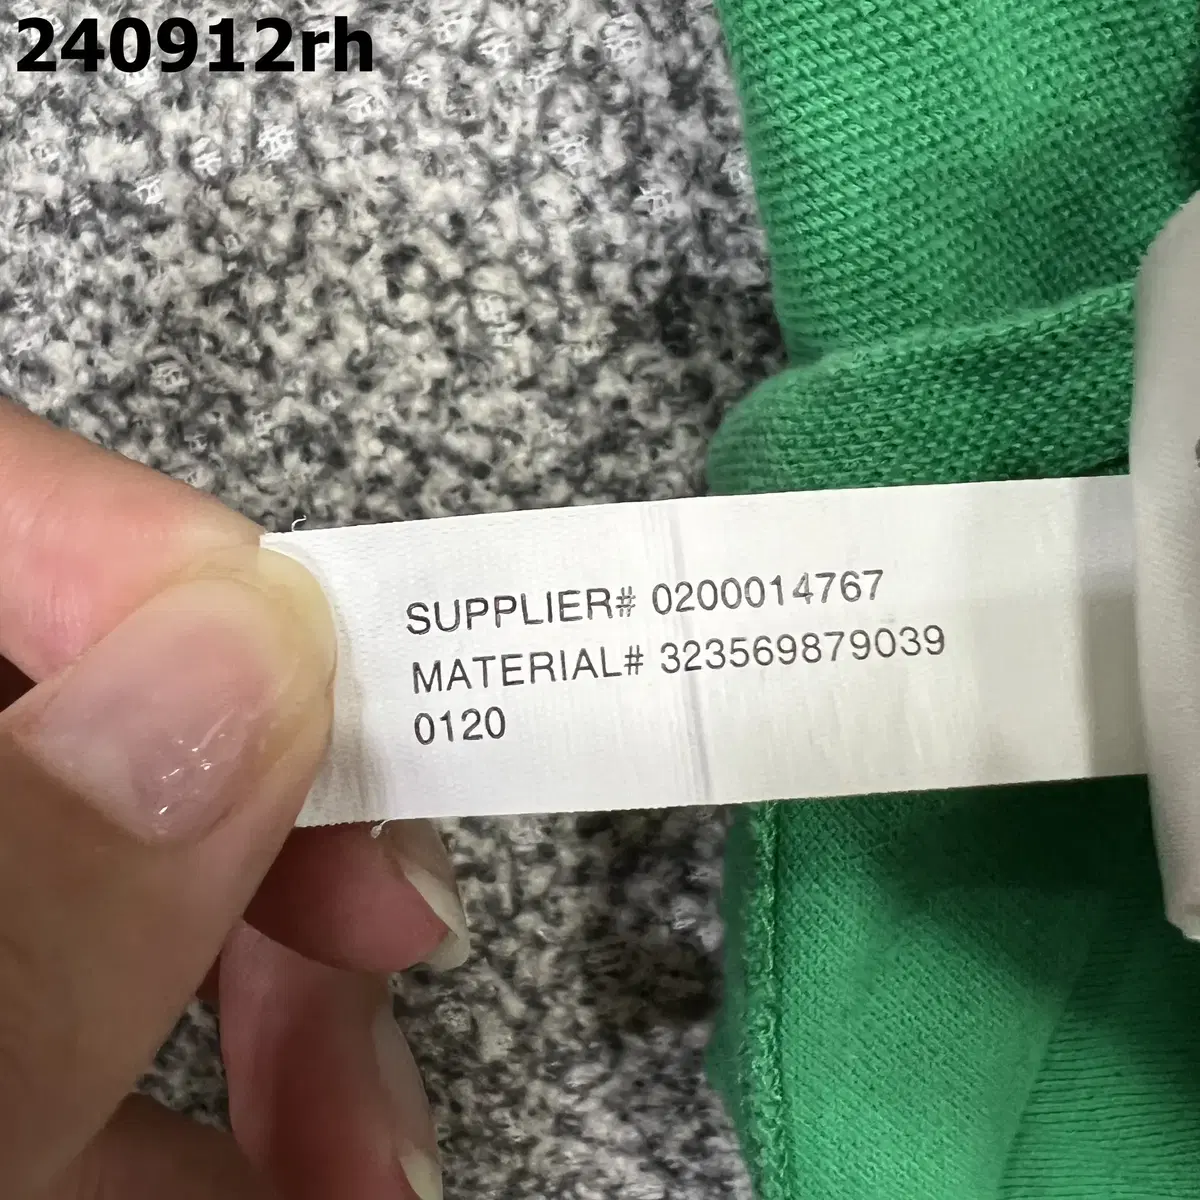 240912rh
SUPPLIER# 0200014767
MATERIAL# 323569879039
0120